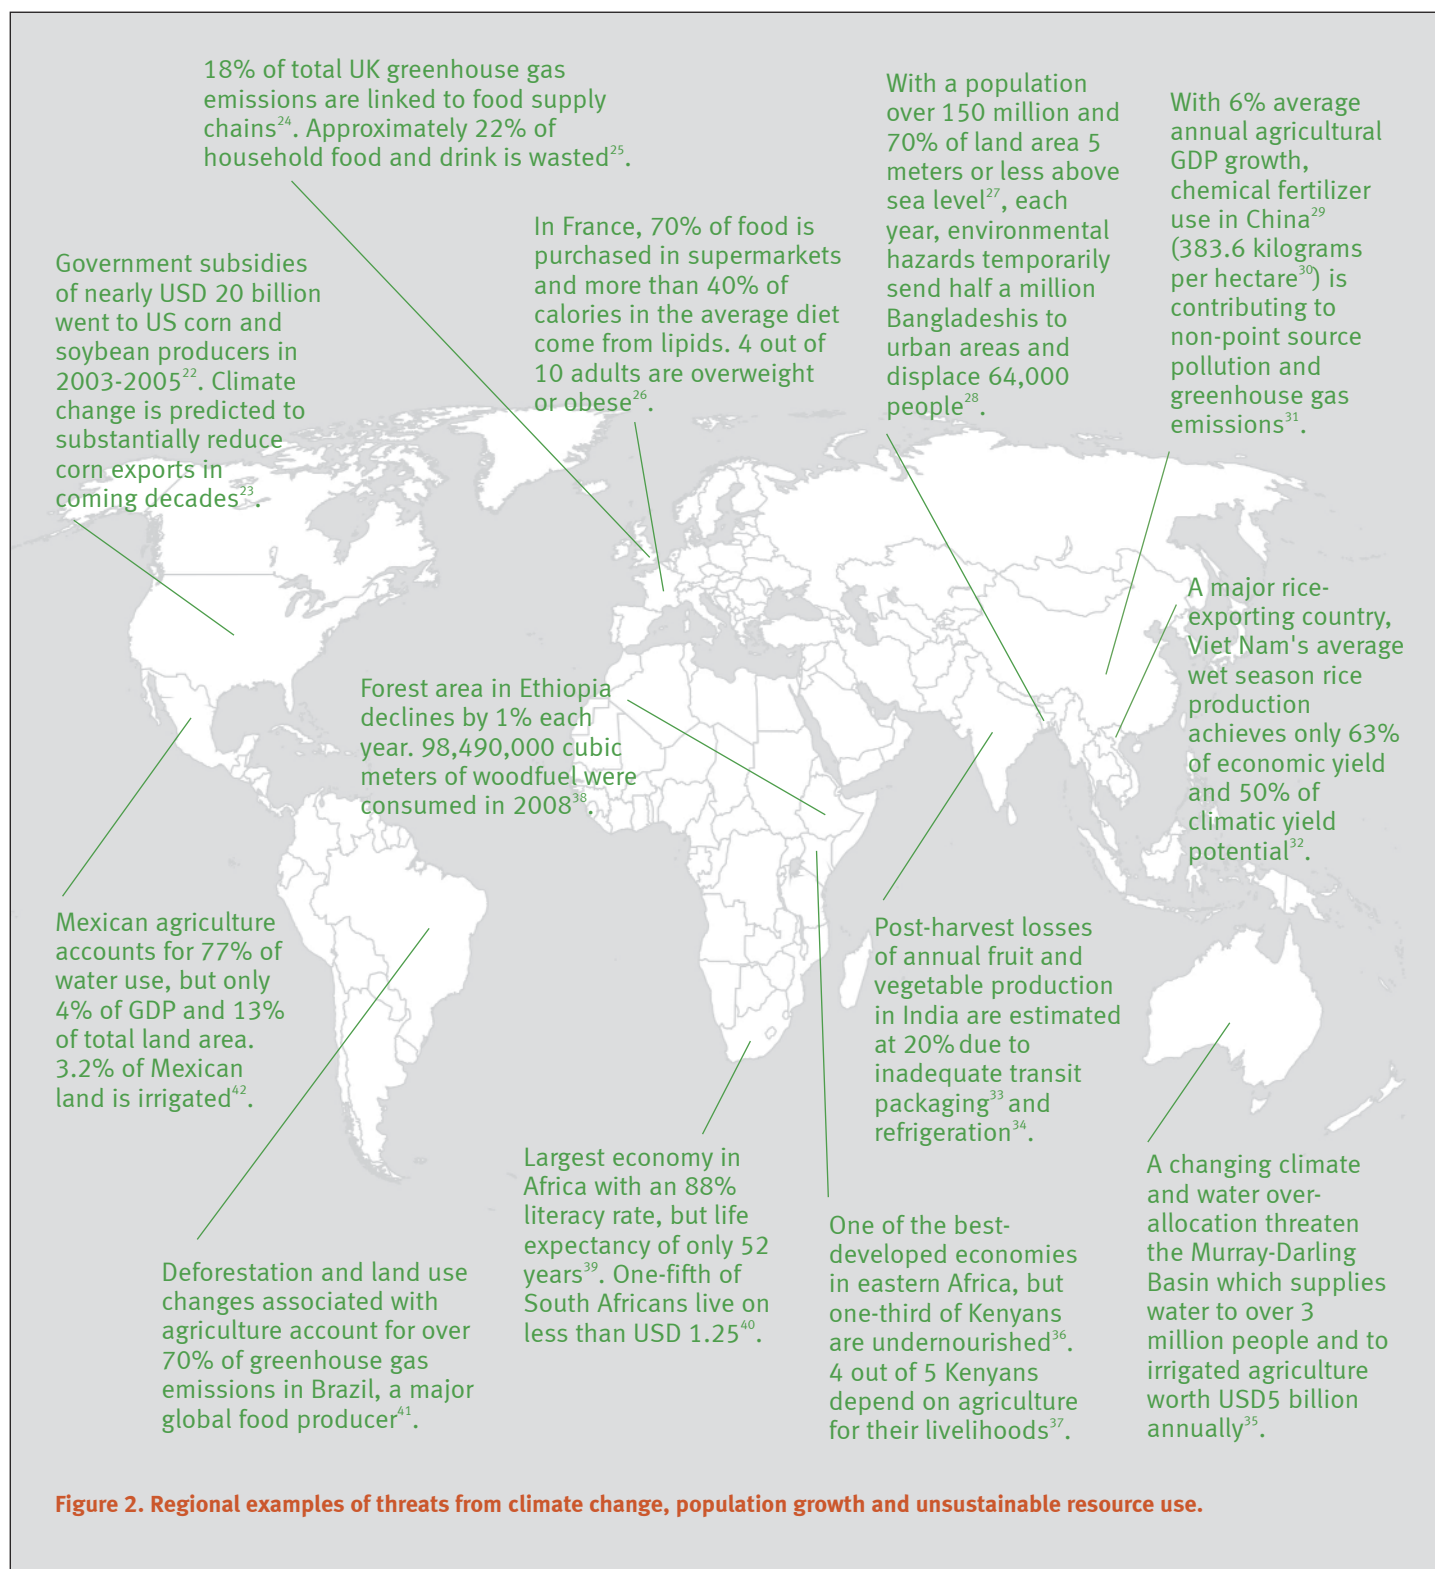 18% of total UK greenhouse gas
emissions are linked to food supply
chains24. Approximately 22% of
household food and drink is wasted25.
With a population
over 150 million and
70% of land area 5
meters or less above
sea level27, each
year, environmental
hazards temporarily
send half a million
Bangladeshis to
urban areas and
displace 64,000
people28.
With 6% average
annual agricultural
GDP growth,
chemical fertilizer
use in China29
(383.6 kilograms
per hectare30) is
contributing to
non-point source
pollution and
greenhouse gas
emissions31.
In France, 70% of food is
purchased in supermarkets
and more than 40% of
calories in the average diet
come from lipids. 4 out of
10 adults are overweight
or obese26.
Government subsidies
of nearly USD 20 billion
went to US corn and
soybean producers in
2003-200522. Climate
change is predicted to
substantially reduce
corn exports in
coming decades23.
A major rice-
exporting country,
Viet Nam's average
wet season rice
production
achieves only 63%
of economic yield
and 50% of
climatic yield
potential32.
Forest area in Ethiopia
declines by 1% each
year. 98,490,000 cubic
meters of woodfuel were
consumed in 200838.
Mexican agriculture
accounts for 77% of
water use, but only
4% of GDP and 13%
of total land area.
3.2% of Mexican
land is irrigated42.
Post-harvest losses
of annual fruit and
vegetable production
in India are estimated
at 20% due to
inadequate transit
packaging33 and
refrigeration34.
Largest economy in
Africa with an 88%
literacy rate, but life
expectancy of only 52
years39. One-fifth of
South Africans live on
less than USD 1.2540.
A changing climate
and water over-
allocation threaten
the Murray-Darling
Basin which supplies
water to over 3
million people and to
irrigated agriculture
worth USD5 billion
annually35.
One of the best-
developed economies
in eastern Africa, but
one-third of Kenyans
are undernourished36.
4 out of 5 Kenyans
depend on agriculture
for their livelihoods37.
Deforestation and land use
changes associated with
agriculture account for over
70% of greenhouse gas
emissions in Brazil, a major
global food producer41.
Figure 2. Regional examples of threats from climate change, population growth and unsustainable resource use.